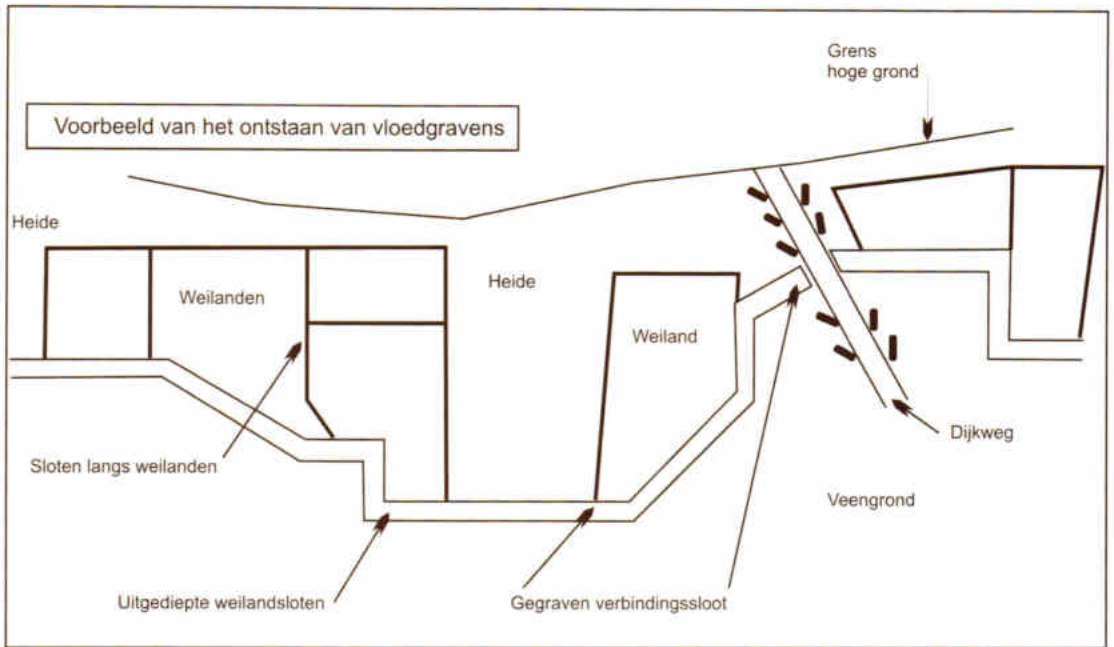 Grens
hoge grond
Voorbeeld van het ontstaan van vloedgravens
Heide
Weilanden
Heide
Weiland
Sloten langs weilanden
Dijkweg
Veengrond
Uitgediepte weilandsloten
Gegraven verbindingssloot